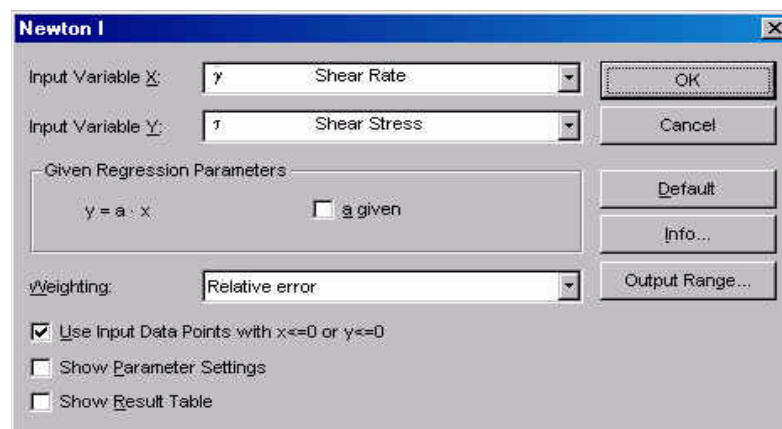 Newton I
Input Variable X: γ Shear Rate
OK
Input Variable Y: τ Shear Stress
Cancel
Given Regression Parameters
y = a · x a given
Default
Info...
Weighting: Relative error
Output Range...
Use Input Data Points with x<=0 or y<=0
Show Parameter Settings
Show Result Table